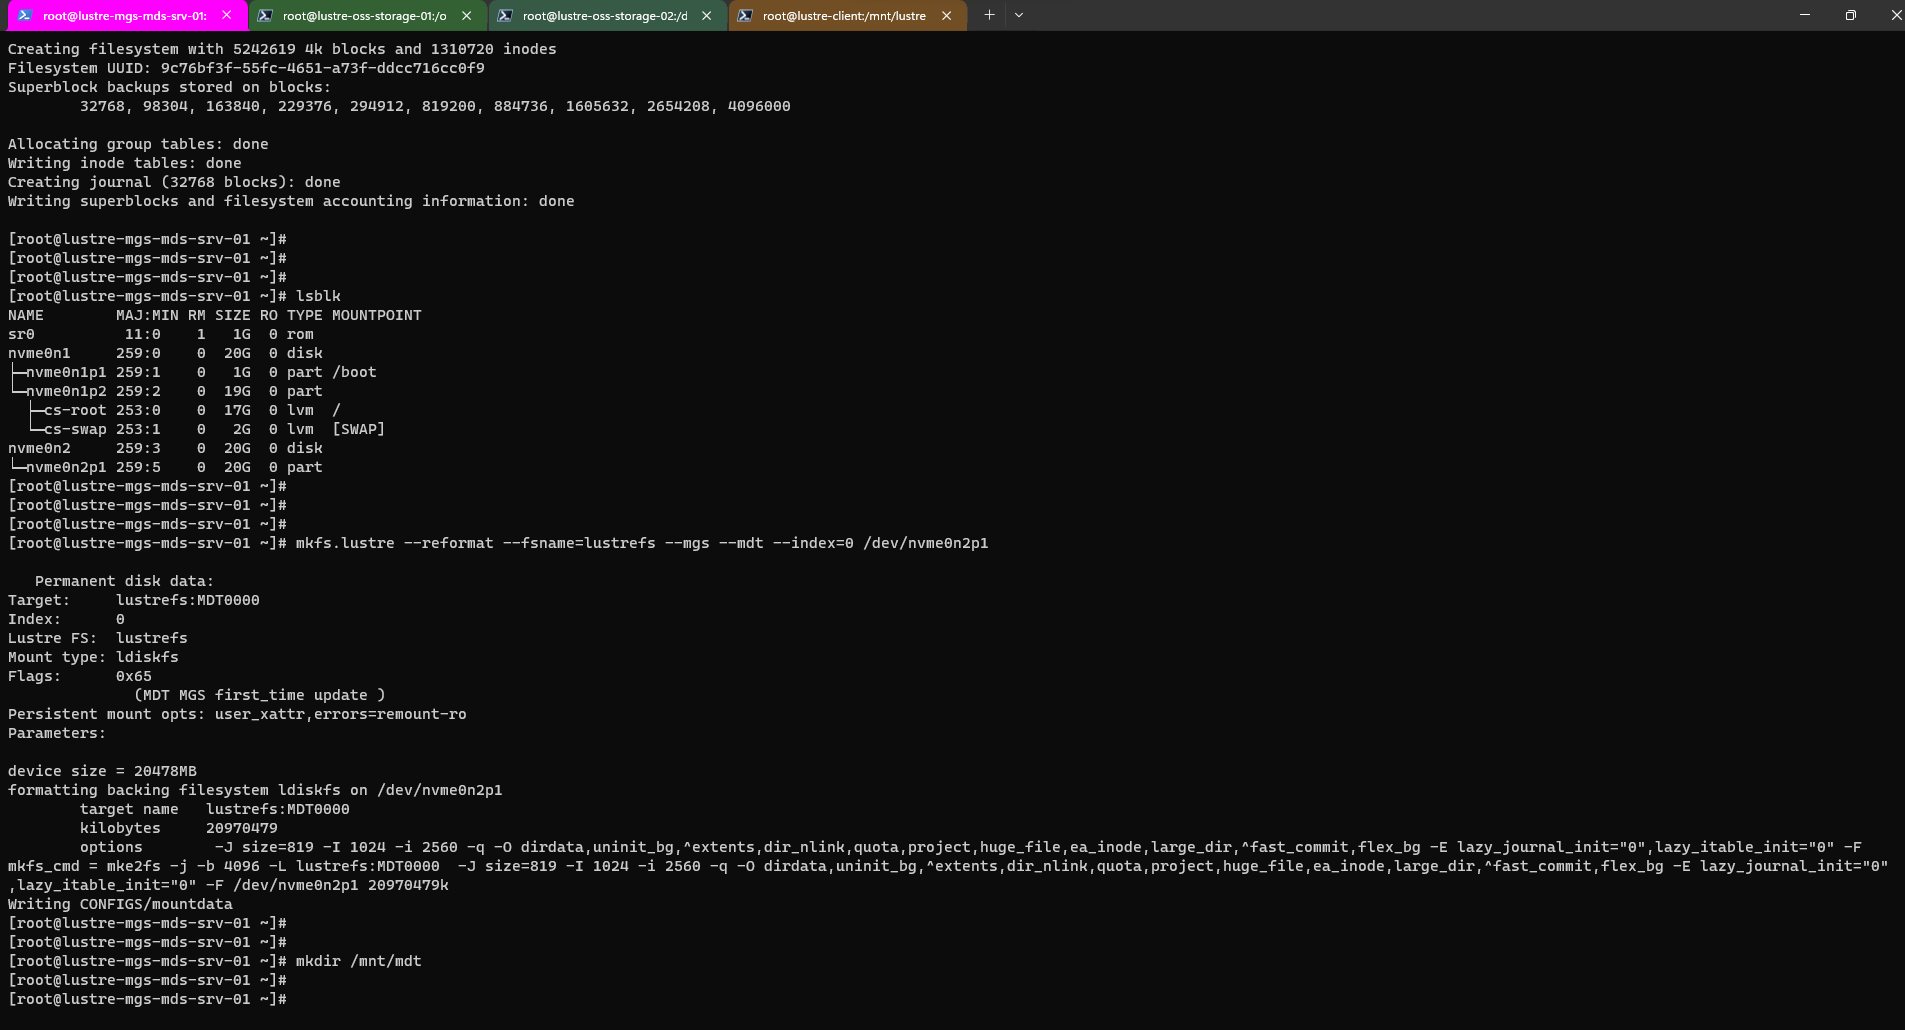 root@lustre-mgs-mds-srv-01: root@lustre-oss-storage-01:/o root@lustre-oss-storage-02:/d root@lustre-client:/mnt/lustre
Creating filesystem with 5242619 4k blocks and 1310720 inodes
Filesystem UUID: 9c76bf3f-55fc-4651-a73f-ddcc716cc0f9
Superblock backups stored on blocks:
        32768, 98304, 163840, 229376, 294912, 819200, 884736, 1605632, 2654208, 4096000
Allocating group tables: done
Writing inode tables: done
Creating journal (32768 blocks): done
Writing superblocks and filesystem accounting information: done
[root@lustre-mgs-mds-srv-01 ~]#
[root@lustre-mgs-mds-srv-01 ~]#
[root@lustre-mgs-mds-srv-01 ~]#
[root@lustre-mgs-mds-srv-01 ~]# lsblk
NAME        MAJ:MIN RM SIZE RO TYPE MOUNTPOINT
sr0          11:0    1   1G  0 rom
nvme0n1     259:0    0  20G  0 disk
├─nvme0n1p1 259:1    0   1G  0 part /boot
└─nvme0n1p2 259:2    0  19G  0 part
  ├─cs-root 253:0    0  17G  0 lvm  /
  └─cs-swap 253:1    0   2G  0 lvm  [SWAP]
nvme0n2     259:3    0  20G  0 disk
└─nvme0n2p1 259:5    0  20G  0 part
[root@lustre-mgs-mds-srv-01 ~]#
[root@lustre-mgs-mds-srv-01 ~]#
[root@lustre-mgs-mds-srv-01 ~]#
[root@lustre-mgs-mds-srv-01 ~]# mkfs.lustre --reformat --fsname=lustrefs --mgs --mdt --index=0 /dev/nvme0n2p1
   Permanent disk data:
Target:     lustrefs:MDT0000
Index:      0
Lustre FS:  lustrefs
Mount type: ldiskfs
Flags:      0x65
              (MDT MGS first_time update )
Persistent mount opts: user_xattr,errors=remount-ro
Parameters:
device size = 20478MB
formatting backing filesystem ldiskfs on /dev/nvme0n2p1
        target name   lustrefs:MDT0000
        kilobytes     20970479
        options        -J size=819 -I 1024 -i 2560 -q -O dirdata,uninit_bg,^extents,dir_nlink,quota,project,huge_file,ea_inode,large_dir,^fast_commit,flex_bg -E lazy_journal_init="0",lazy_itable_init="0" -F
mkfs_cmd = mke2fs -j -b 4096 -L lustrefs:MDT0000  -J size=819 -I 1024 -i 2560 -q -O dirdata,uninit_bg,^extents,dir_nlink,quota,project,huge_file,ea_inode,large_dir,^fast_commit,flex_bg -E lazy_journal_init="0"
,lazy_itable_init="0" -F /dev/nvme0n2p1 20970479k
Writing CONFIGS/mountdata
[root@lustre-mgs-mds-srv-01 ~]#
[root@lustre-mgs-mds-srv-01 ~]#
[root@lustre-mgs-mds-srv-01 ~]# mkdir /mnt/mdt
[root@lustre-mgs-mds-srv-01 ~]#
[root@lustre-mgs-mds-srv-01 ~]#